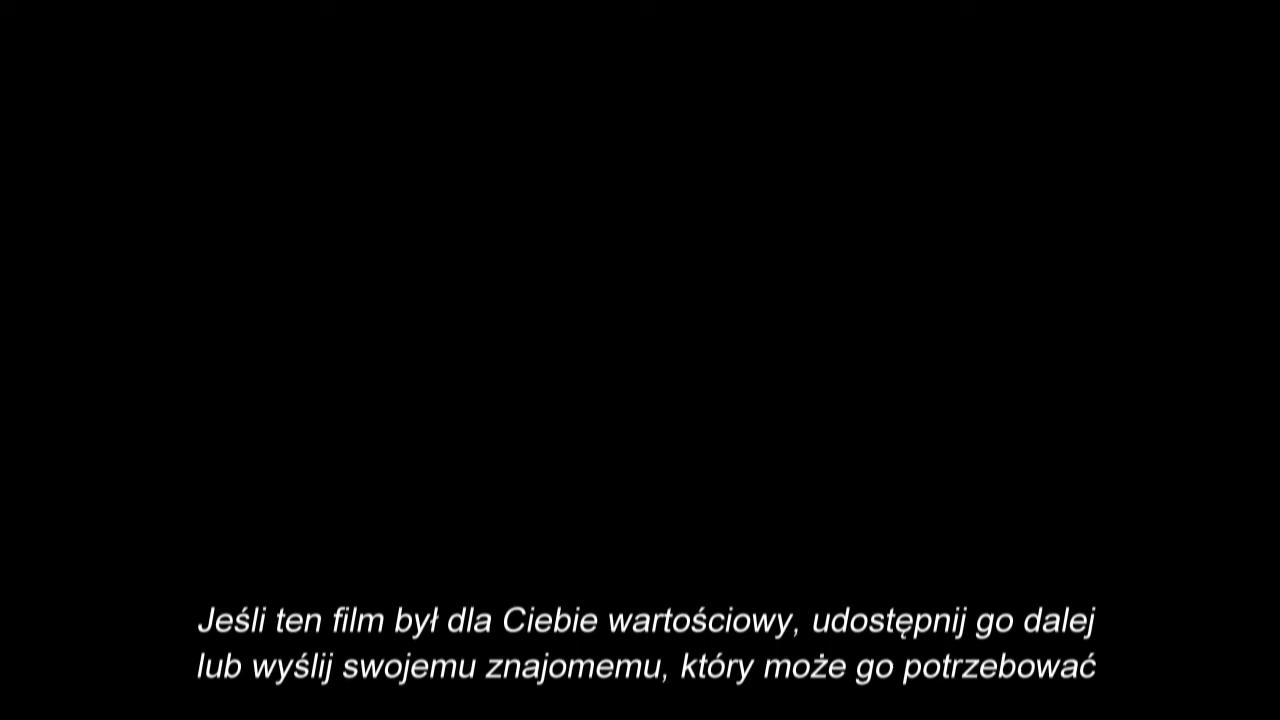 Jeśli ten film był dla Ciebie wartościowy, udostępnij go dalej
lub wyślij swojemu znajomemu, który może go potrzebować